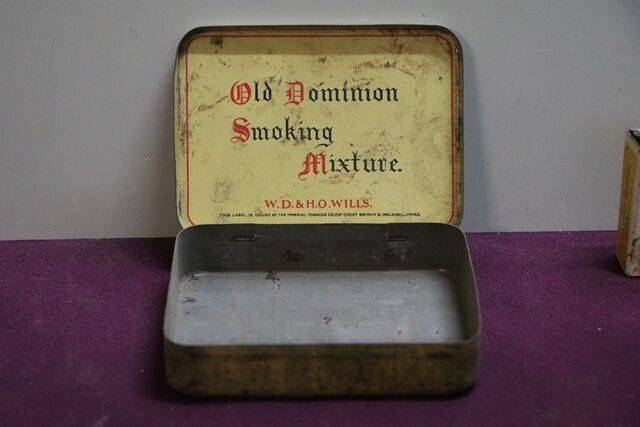 Old Dominion
Smoking
Mixture.
W.D.&H.O.WILLS.
THIS LABEL IS ISSUED BY THE IMPERIAL TOBACCO CO (OF GREAT BRITAIN & IRELAND) LIMITED.